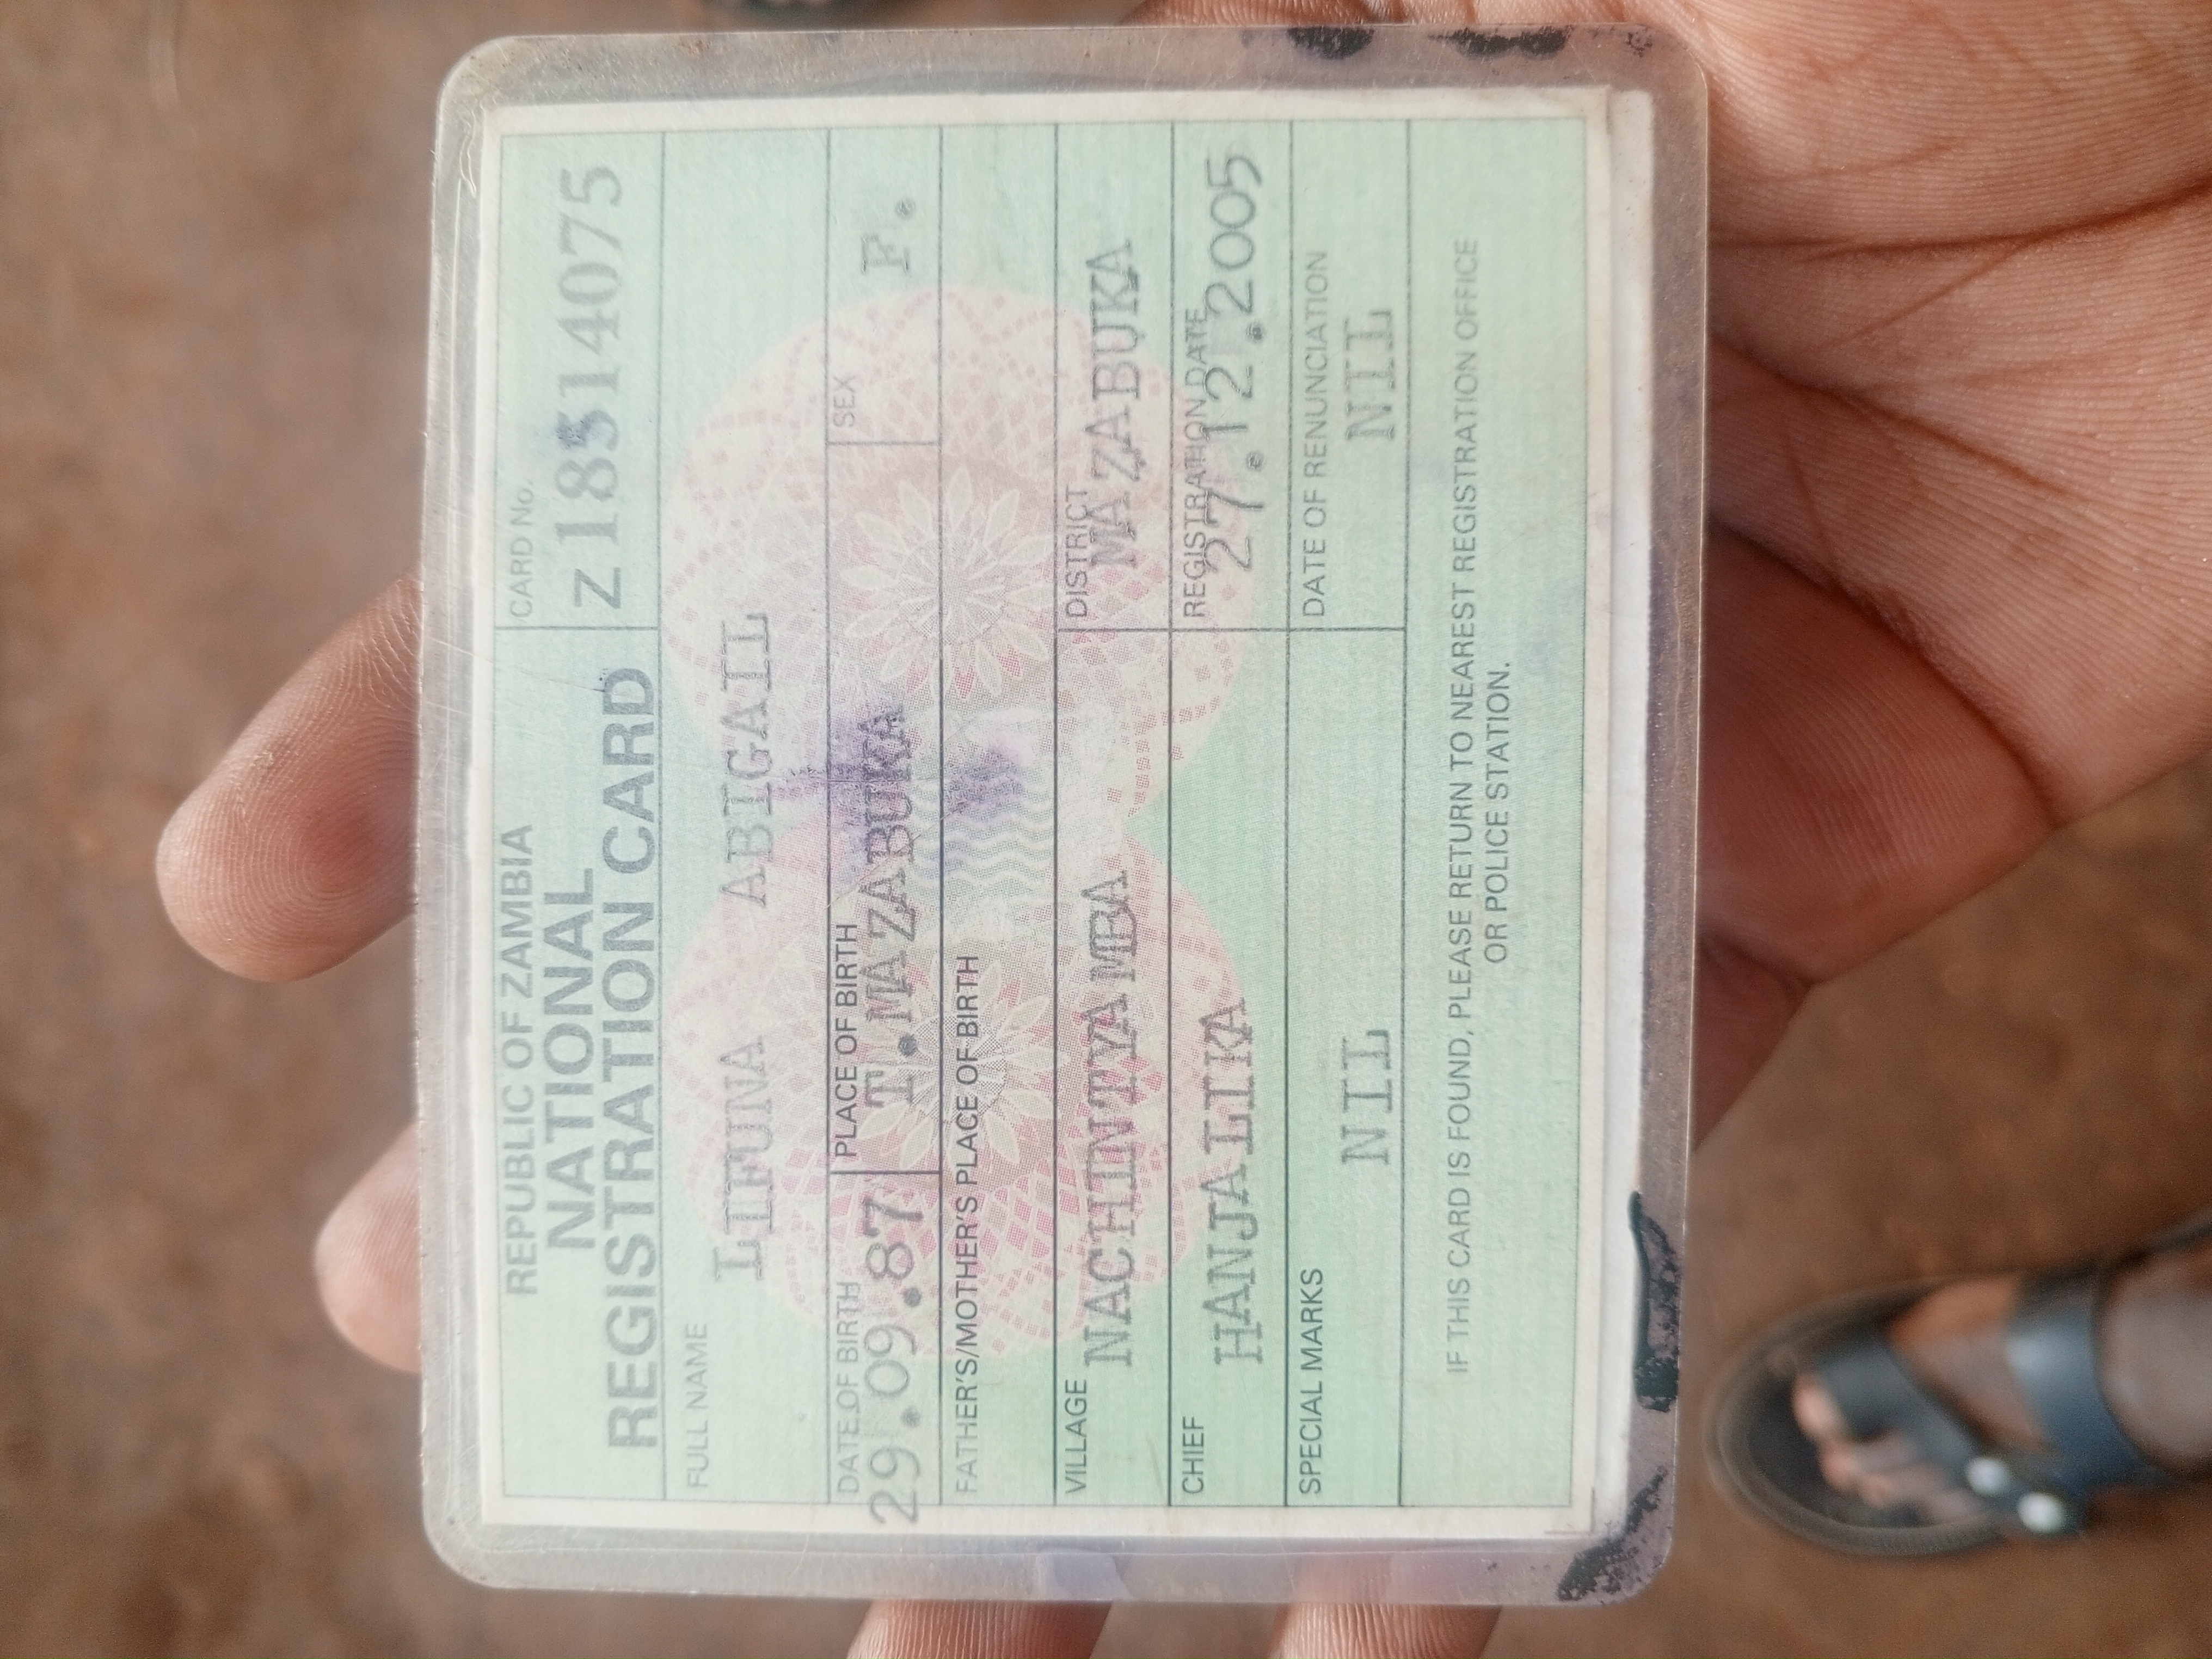 REPUBLIC OF ZAMBIA
NATIONAL
REGISTRATION CARD
CARD No.
Z 18514075
FULL NAME
LIFUNA ABIGAIL
DATE OF BIRTH
29.09.87
PLACE OF BIRTH
T.MAZABUKA
SEX
F.
FATHER'S/MOTHER'S PLACE OF BIRTH
VILLAGE
NACHINTYAMBA
DISTRICT
MAZABUKA
CHIEF
HANJALIKA
REGISTRATION DATE
27.12.2005
SPECIAL MARKS
NIL
DATE OF RENUNCIATION
NIL
IF THIS CARD IS FOUND, PLEASE RETURN TO NEAREST REGISTRATION OFFICE
OR POLICE STATION.